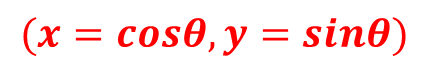 (x = cosθ, y = sinθ)